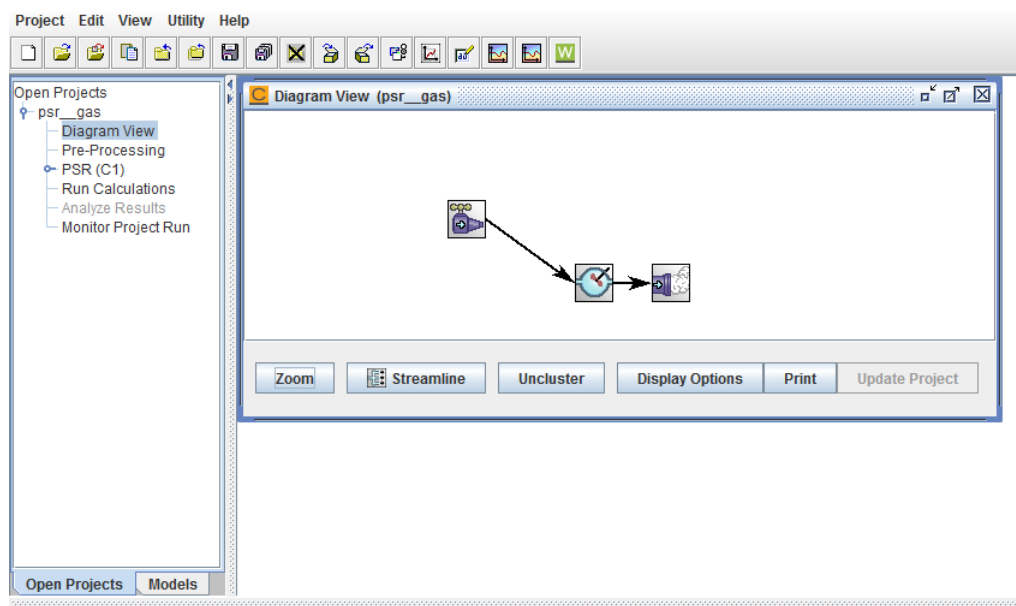 Project Edit View Utility Help
W
Open Projects
psr__gas
Diagram View
Pre-Processing
PSR (C1)
Run Calculations
Analyze Results
Monitor Project Run
Open Projects Models
C Diagram View (psr__gas)
Zoom Streamline Uncluster Display Options Print Update Project